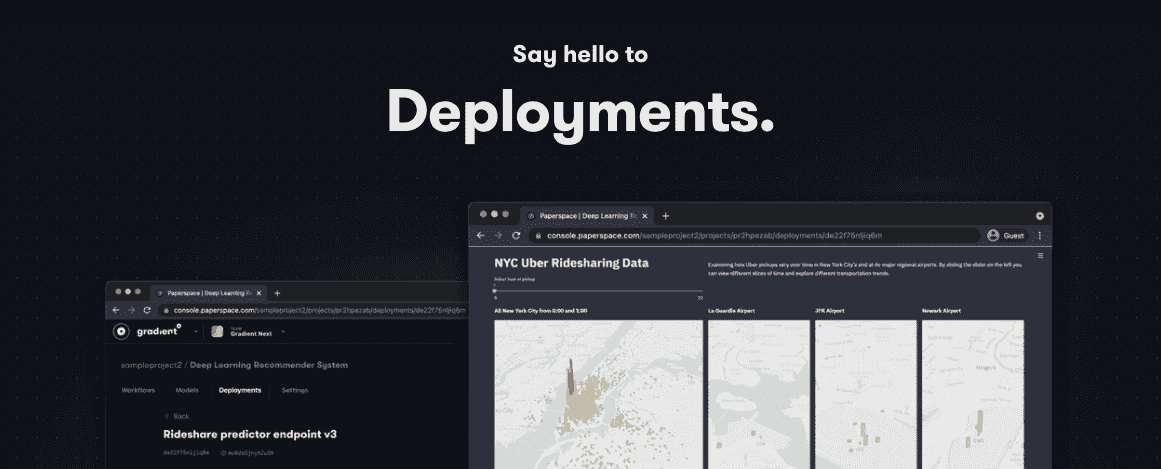 Say hello to
Deployments.
Paperspace | Deep Learning
console.paperspace.com/sampleproject2/projects/pr2hpazab/deployments/de22f75n1jiq6m
Guest
NYC Uber Ridesharing Data
Examining how Uber pickups vary over time in New York City's and at its major regional airports. By sliding the slider on the left you
can view different slices of time and explore different transportation trends.
Select hour of pickup
0
23
All New York City from 0:00 and 1:00
La Guardia Airport
JFK Airport
Newark Airport
Paperspace | Deep Learning
console.paperspace.com/sampleproject2/projects/pr2hpazab/deployments/de22f75n1jiq6m
gradient
Gradient Next
sampleproject2 / Deep Learning Recommender System
Workflows
Models
Deployments
Settings
Back
Rideshare predictor endpoint v3